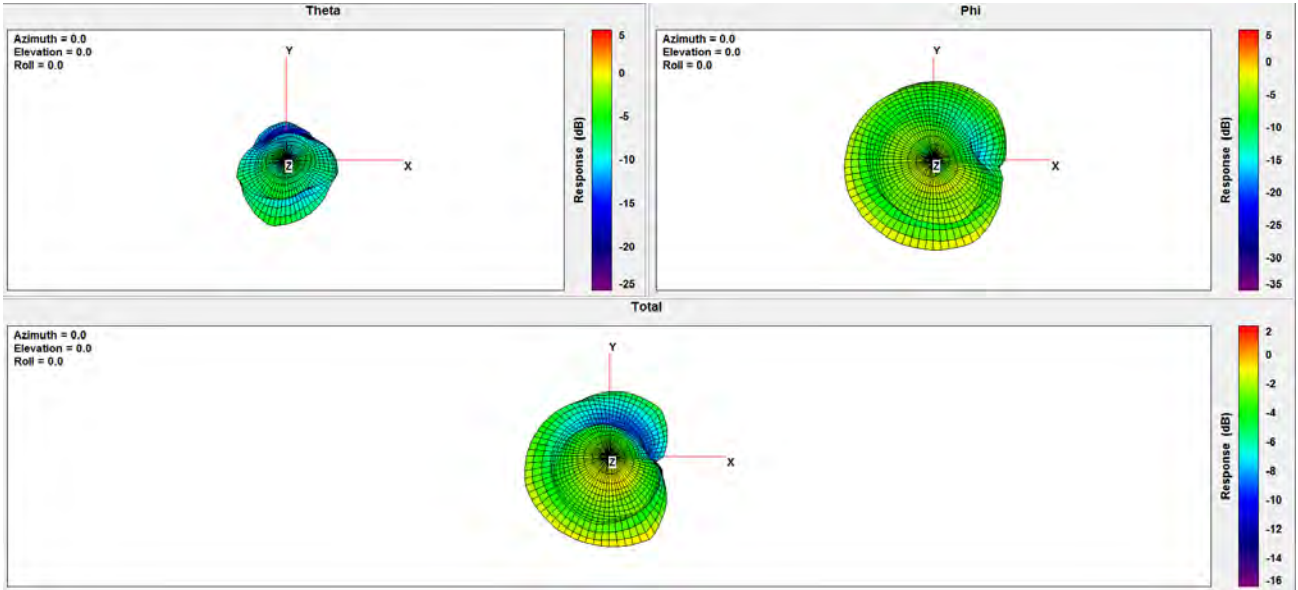 Theta
Azimuth = 0.0
Elevation = 0.0
Roll = 0.0
Y
X
Z
Response (dB)
5
0
-5
-10
-15
-20
-25
Phi
Azimuth = 0.0
Elevation = 0.0
Roll = 0.0
Y
X
Z
Response (dB)
5
0
-5
-10
-15
-20
-25
-30
-35
Total
Azimuth = 0.0
Elevation = 0.0
Roll = 0.0
Y
X
Z
Response (dB)
2
0
-2
-4
-6
-8
-10
-12
-14
-16